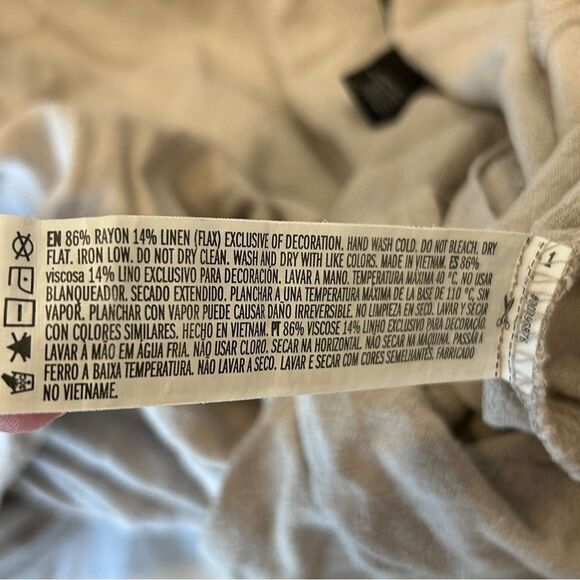 EN 86% RAYON 14% LINEN (FLAX) EXCLUSIVE OF DECORATION. HAND WASH COLD. DO NOT BLEACH. DRY
FLAT. IRON LOW. DO NOT DRY CLEAN. WASH AND DRY WITH LIKE COLORS. MADE IN VIETNAM. ES 86%
viscosa 14% LINO EXCLUSIVO PARA DECORACIÓN. LAVAR A MANO. TEMPERATURA MÁXIMA 40 °C. NO USAR
BLANQUEADOR. SECADO EXTENDIDO. PLANCHAR A UNA TEMPERATURA MÁXIMA DE LA BASE DE 110 °C, SIN
VAPOR. PLANCHAR CON VAPOR PUEDE CAUSAR DAÑO IRREVERSIBLE. NO LIMPIEZA EN SECO. LAVAR Y SECAR
CON COLORES SIMILARES. HECHO EN VIETNAM. PT 86% VISCOSE 14% LINHO EXCLUSIVO PARA DECORAÇÃO.
LAVAR À MÃO EM ÁGUA FRIA. NÃO USAR CLORO. SECAR NA HORIZONTAL. NÃO SECAR NA MÁQUINA. PASSAR A
FERRO A BAIXA TEMPERATURA. NÃO LAVAR A SECO. LAVAR E SECAR COM CORES SEMELHANTES. FABRICADO
NO VIETNAME.
1